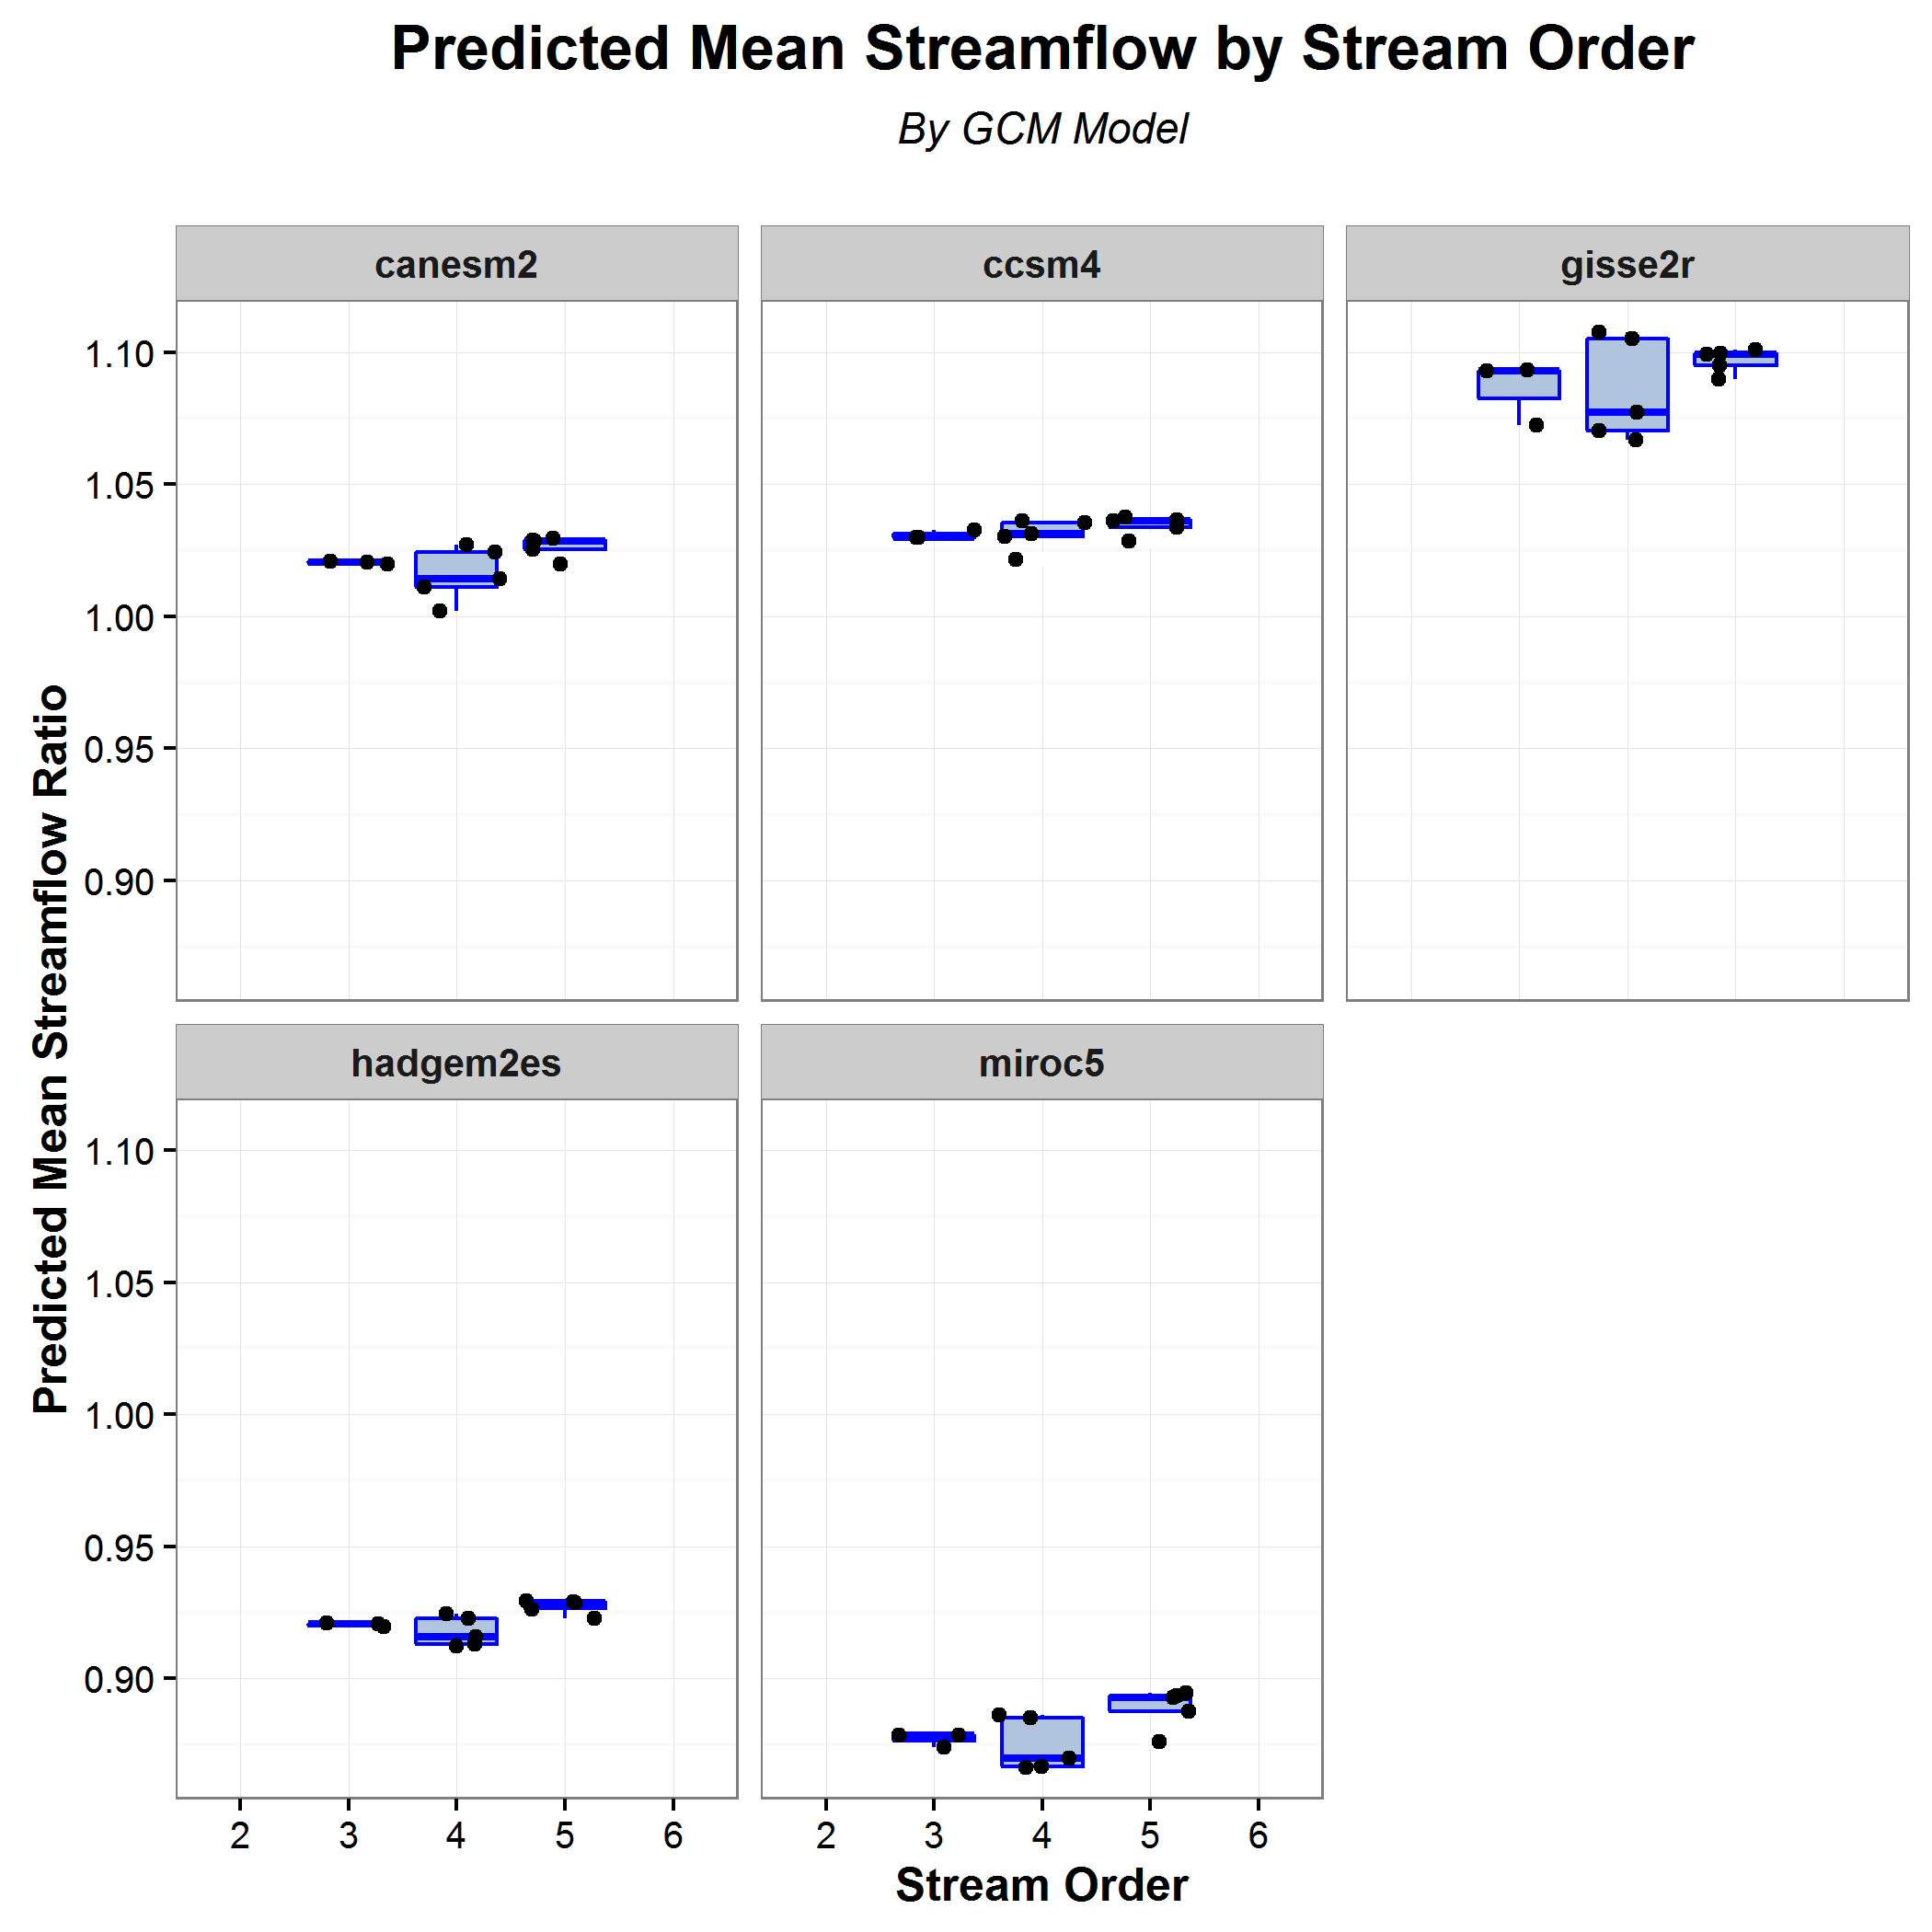 Predicted Mean Streamflow by Stream Order
By GCM Model
canesm2
ccsm4
gisse2r
1.10
1.05
1.00
0.95
0.90
Predicted Mean Streamflow Ratio
hadgem2es
miroc5
1.10
1.05
1.00
0.95
0.90
2 3 4 5 6
2 3 4 5 6
Stream Order